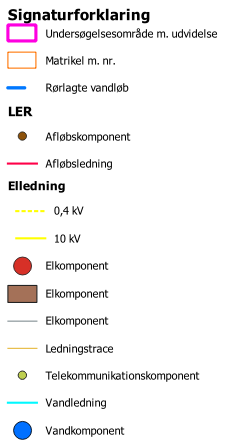 Signaturforklaring
Undersøgelsesområde m. udvidelse
Matrikel m. nr.
Rørlagte vandløb
LER
Afløbskomponent
Afløbsledning
Elledning
0,4 kV
10 kV
Elkomponent
Elkomponent
Elkomponent
Ledningstrace
Telekommunikationskomponent
Vandledning
Vandkomponent